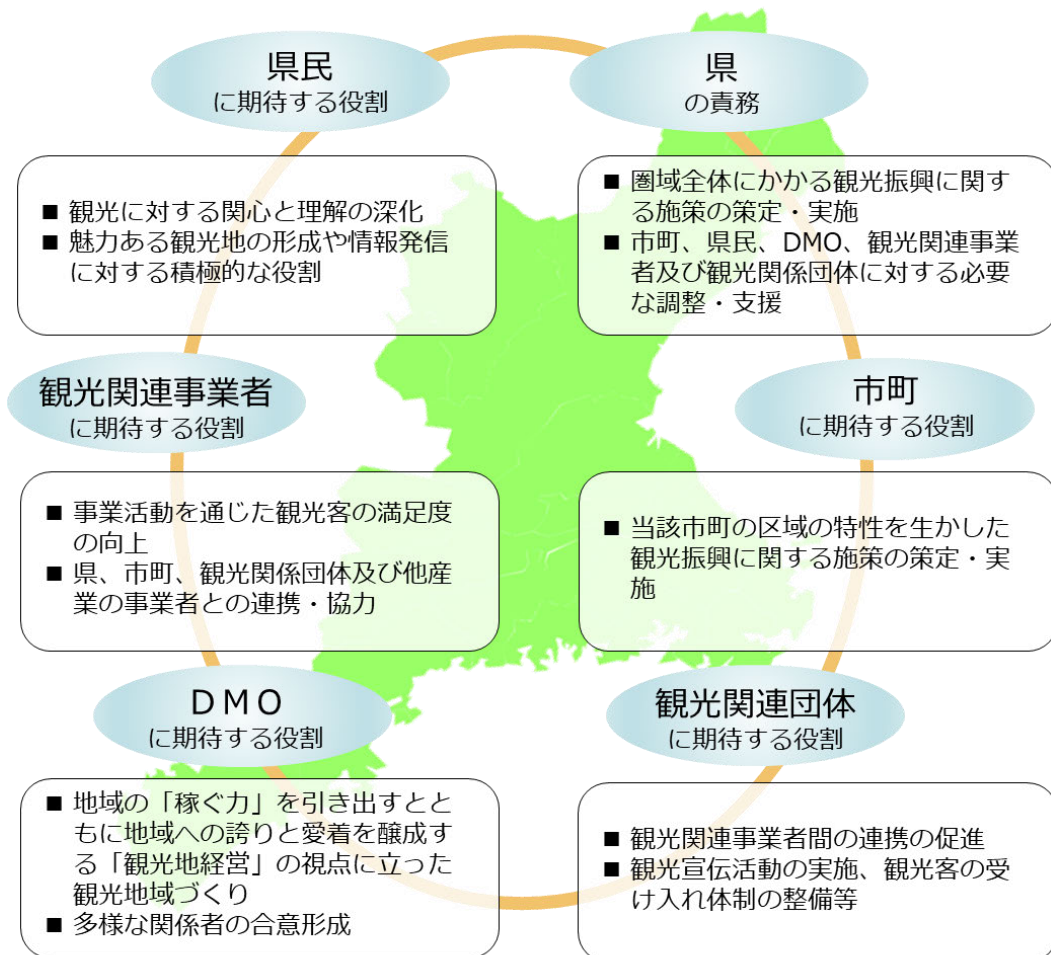 県民
に期待する役割
■ 観光に対する関心と理解の深化
■ 魅力ある観光地の形成や情報発信
に対する積極的な役割
県
の責務
■ 圏域全体にかかる観光振興に関す
る施策の策定・実施
■ 市町、県民、DMO、観光関連事業
者及び観光関係団体に対する必要
な調整・支援
観光関連事業者
に期待する役割
■ 事業活動を通じた観光客の満足度
の向上
■ 県、市町、観光関係団体及び他産
業の事業者との連携・協力
市町
に期待する役割
■ 当該市町の区域の特性を生かした
観光振興に関する施策の策定・実
施
ＤＭＯ
に期待する役割
■ 地域の「稼ぐ力」を引き出すとと
もに地域への誇りと愛着を醸成す
る「観光地経営」の視点に立った
観光地域づくり
■ 多様な関係者の合意形成
観光関連団体
に期待する役割
■ 観光関連事業者間の連携の促進
■ 観光宣伝活動の実施、観光客の受
け入れ体制の整備等